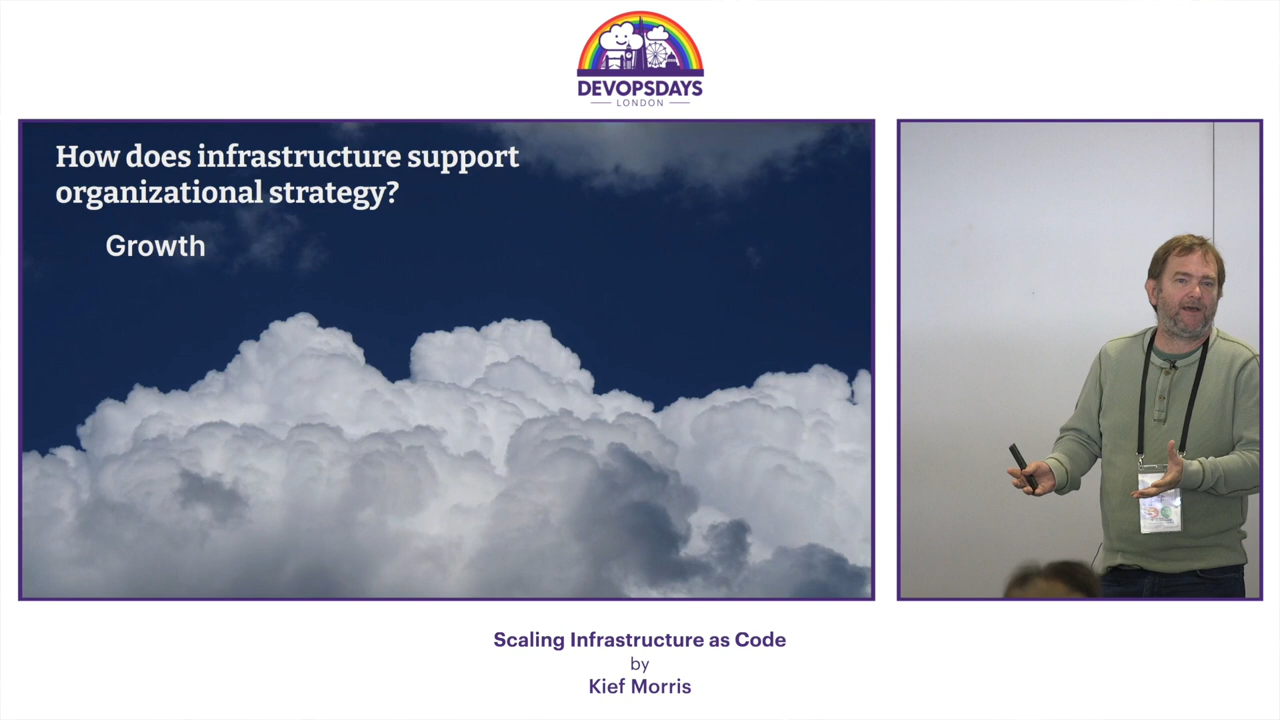 DEVOPSDAYS
LONDON
How does infrastructure support
organizational strategy?
Growth
Scaling Infrastructure as Code
by
Kief Morris